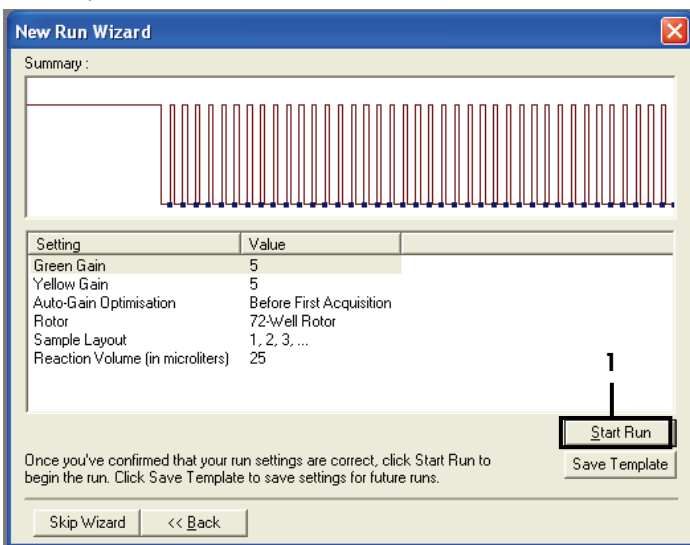 New Run Wizard
Summary :
Setting Value
Green Gain 5
Yellow Gain 5
Auto-Gain Optimisation Before First Acquisition
Rotor 72-Well Rotor
Sample Layout 1, 2, 3, ...
Reaction Volume (in microliters) 25
1
Start Run
Once you've confirmed that your run settings are correct, click Start Run to
begin the run. Click Save Template to save settings for future runs.
Save Template
Skip Wizard << Back